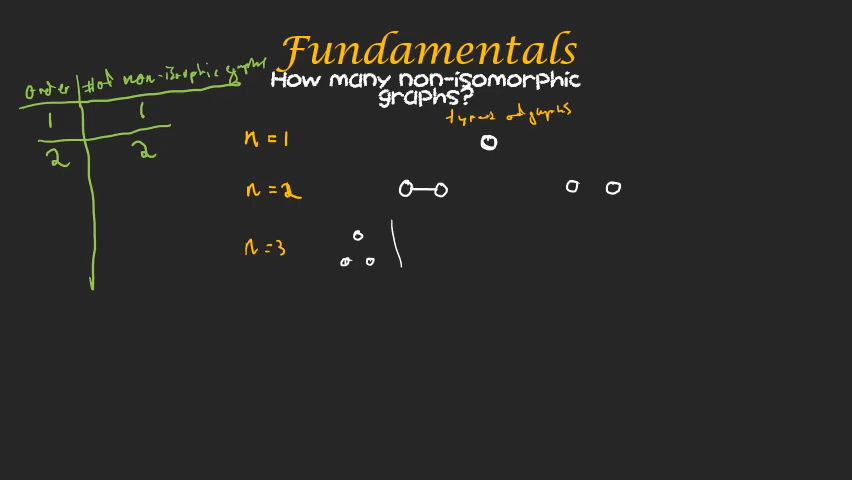 Fundamentals
How many non-isomorphic
graphs?
types of graphs
order # of non-isophic graphs
1 1
2 2
n = 1
n = 2
n = 3